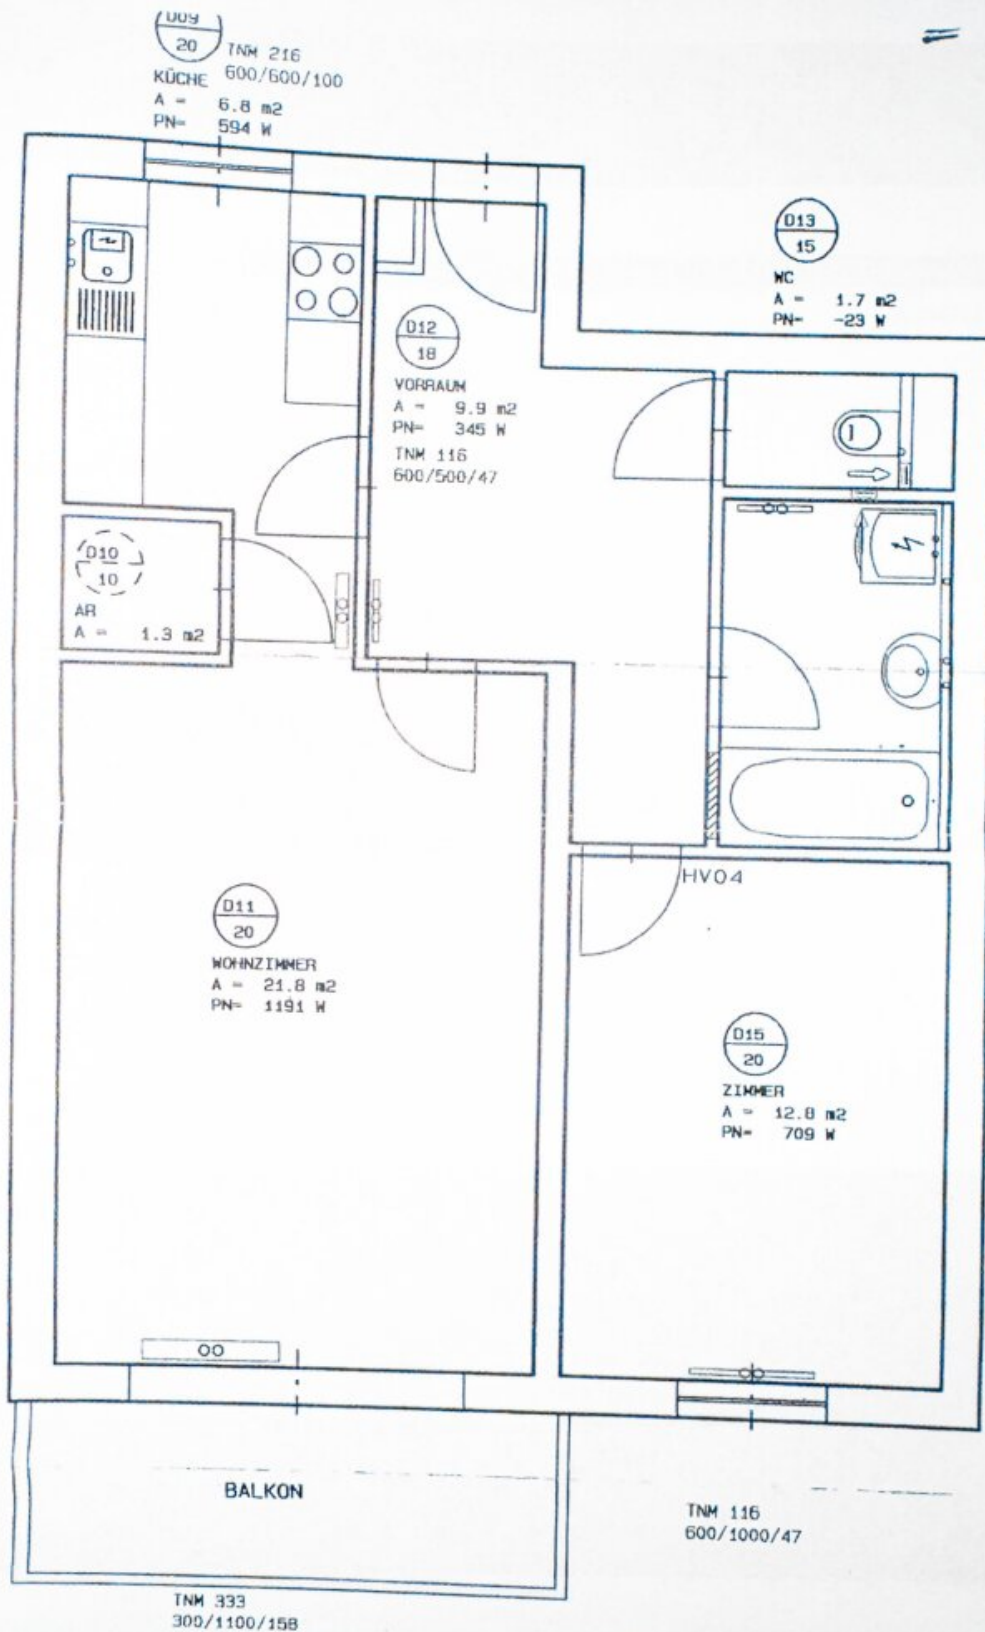 D09
20
TNM 216
600/600/100
KÜCHE
A = 6.8 m2
PN= 594 W
D13
15
WC
A = 1.7 m2
PN= -23 W
D12
18
VORRAUM
A = 9.9 m2
PN= 345 W
TNM 116
600/500/47
D10
10
AR
A = 1.3 m2
HV04
D11
20
WOHNZIMMER
A = 21.8 m2
PN= 1191 W
D15
20
ZIMMER
A = 12.8 m2
PN= 709 W
BALKON
TNM 116
600/1000/47
TNM 333
300/1100/158